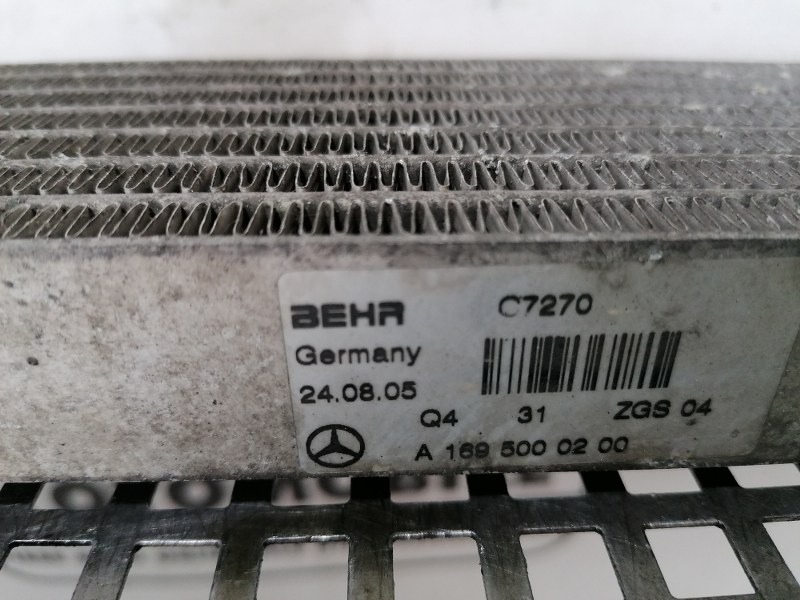 BEHR C7270
Germany
24.08.05
Q4 31 ZGS 04
A 169 500 02 00